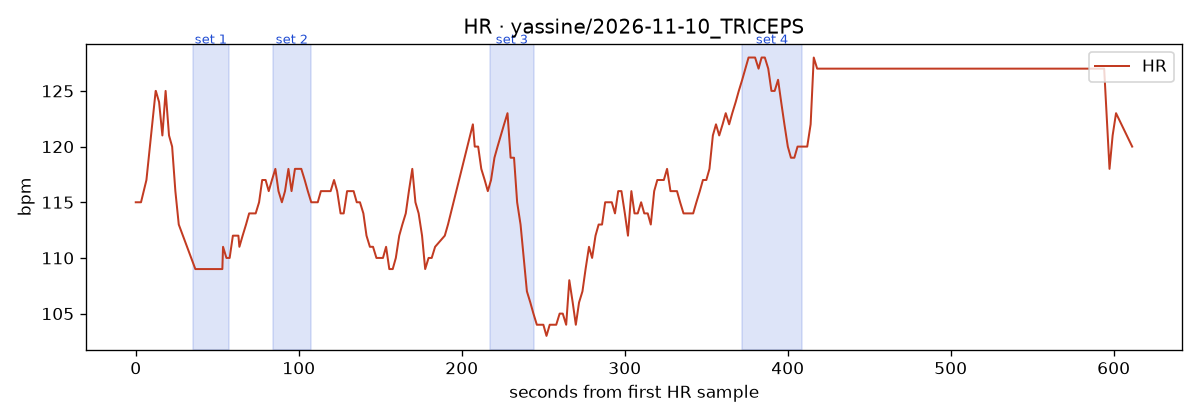 HR · yassine/2026-11-10_TRICEPS
set 1
set 2
set 3
set 4
HR
125
120
115
110
105
bpm
0
100
200
300
400
500
600
seconds from first HR sample